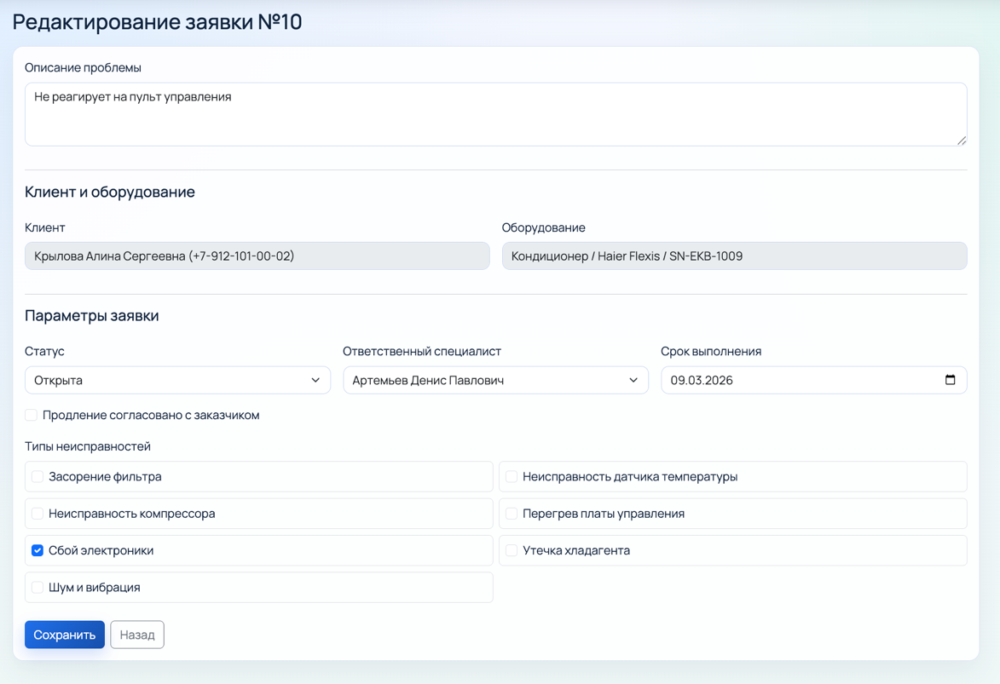 Редактирование заявки №10
Описание проблемы
Не реагирует на пульт управления
Клиент и оборудование
Клиент
Оборудование
Крылова Алина Сергеевна (+7-912-101-00-02)
Кондиционер / Haier Flexis / SN-EKB-1009
Параметры заявки
Статус
Ответственный специалист
Срок выполнения
Открыта
Артемьев Денис Павлович
09.03.2026
Продление согласовано с заказчиком
Типы неисправностей
Засорение фильтра
Неисправность датчика температуры
Неисправность компрессора
Перегрев платы управления
Сбой электроники
Утечка хладагента
Шум и вибрация
Сохранить
Назад